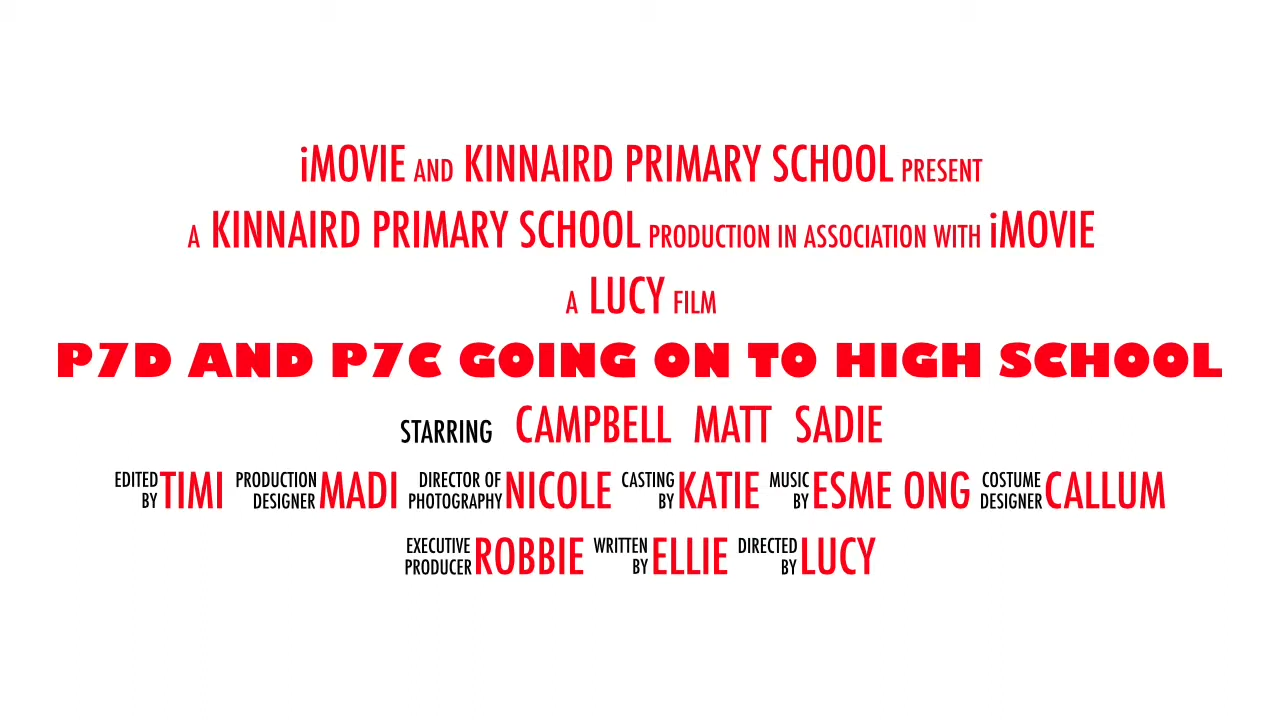 iMOVIE AND KINNAIRD PRIMARY SCHOOL PRESENT
A KINNAIRD PRIMARY SCHOOL PRODUCTION IN ASSOCIATION WITH iMOVIE
A LUCY FILM
P7D AND P7C GOING ON TO HIGH SCHOOL
STARRING CAMPBELL MATT SADIE
EDITED BY TIMI PRODUCTION DESIGNER MADI DIRECTOR OF PHOTOGRAPHY NICOLE CASTING BY KATIE MUSIC BY ESME ONG COSTUME DESIGNER CALLUM
EXECUTIVE PRODUCER ROBBIE WRITTEN BY ELLIE DIRECTED BY LUCY